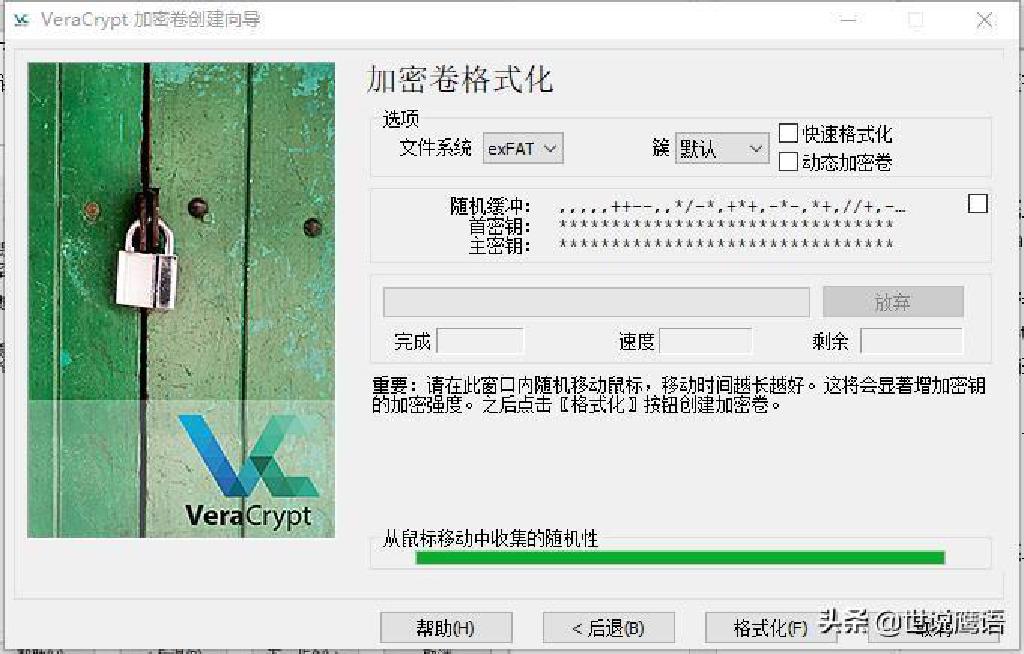 VeraCrypt 加密卷创建向导
加密卷格式化
选项
文件系统 exFAT 簇 默认 快速格式化
动态加密卷
随机缓冲： ,,,,,++--,,*/-*,+*+,-*-,*+,//+,-…
首密钥： ********************************
主密钥： ********************************
放弃
完成 速度 剩余
重要：请在此窗口内随机移动鼠标，移动时间越长越好。这将会显著增加密钥
的加密强度。之后点击〖格式化〗按钮创建加密卷。
VeraCrypt
从鼠标移动中收集的随机性
帮助(H) < 后退(B) 格式化(F)
头条 @世说鹰语